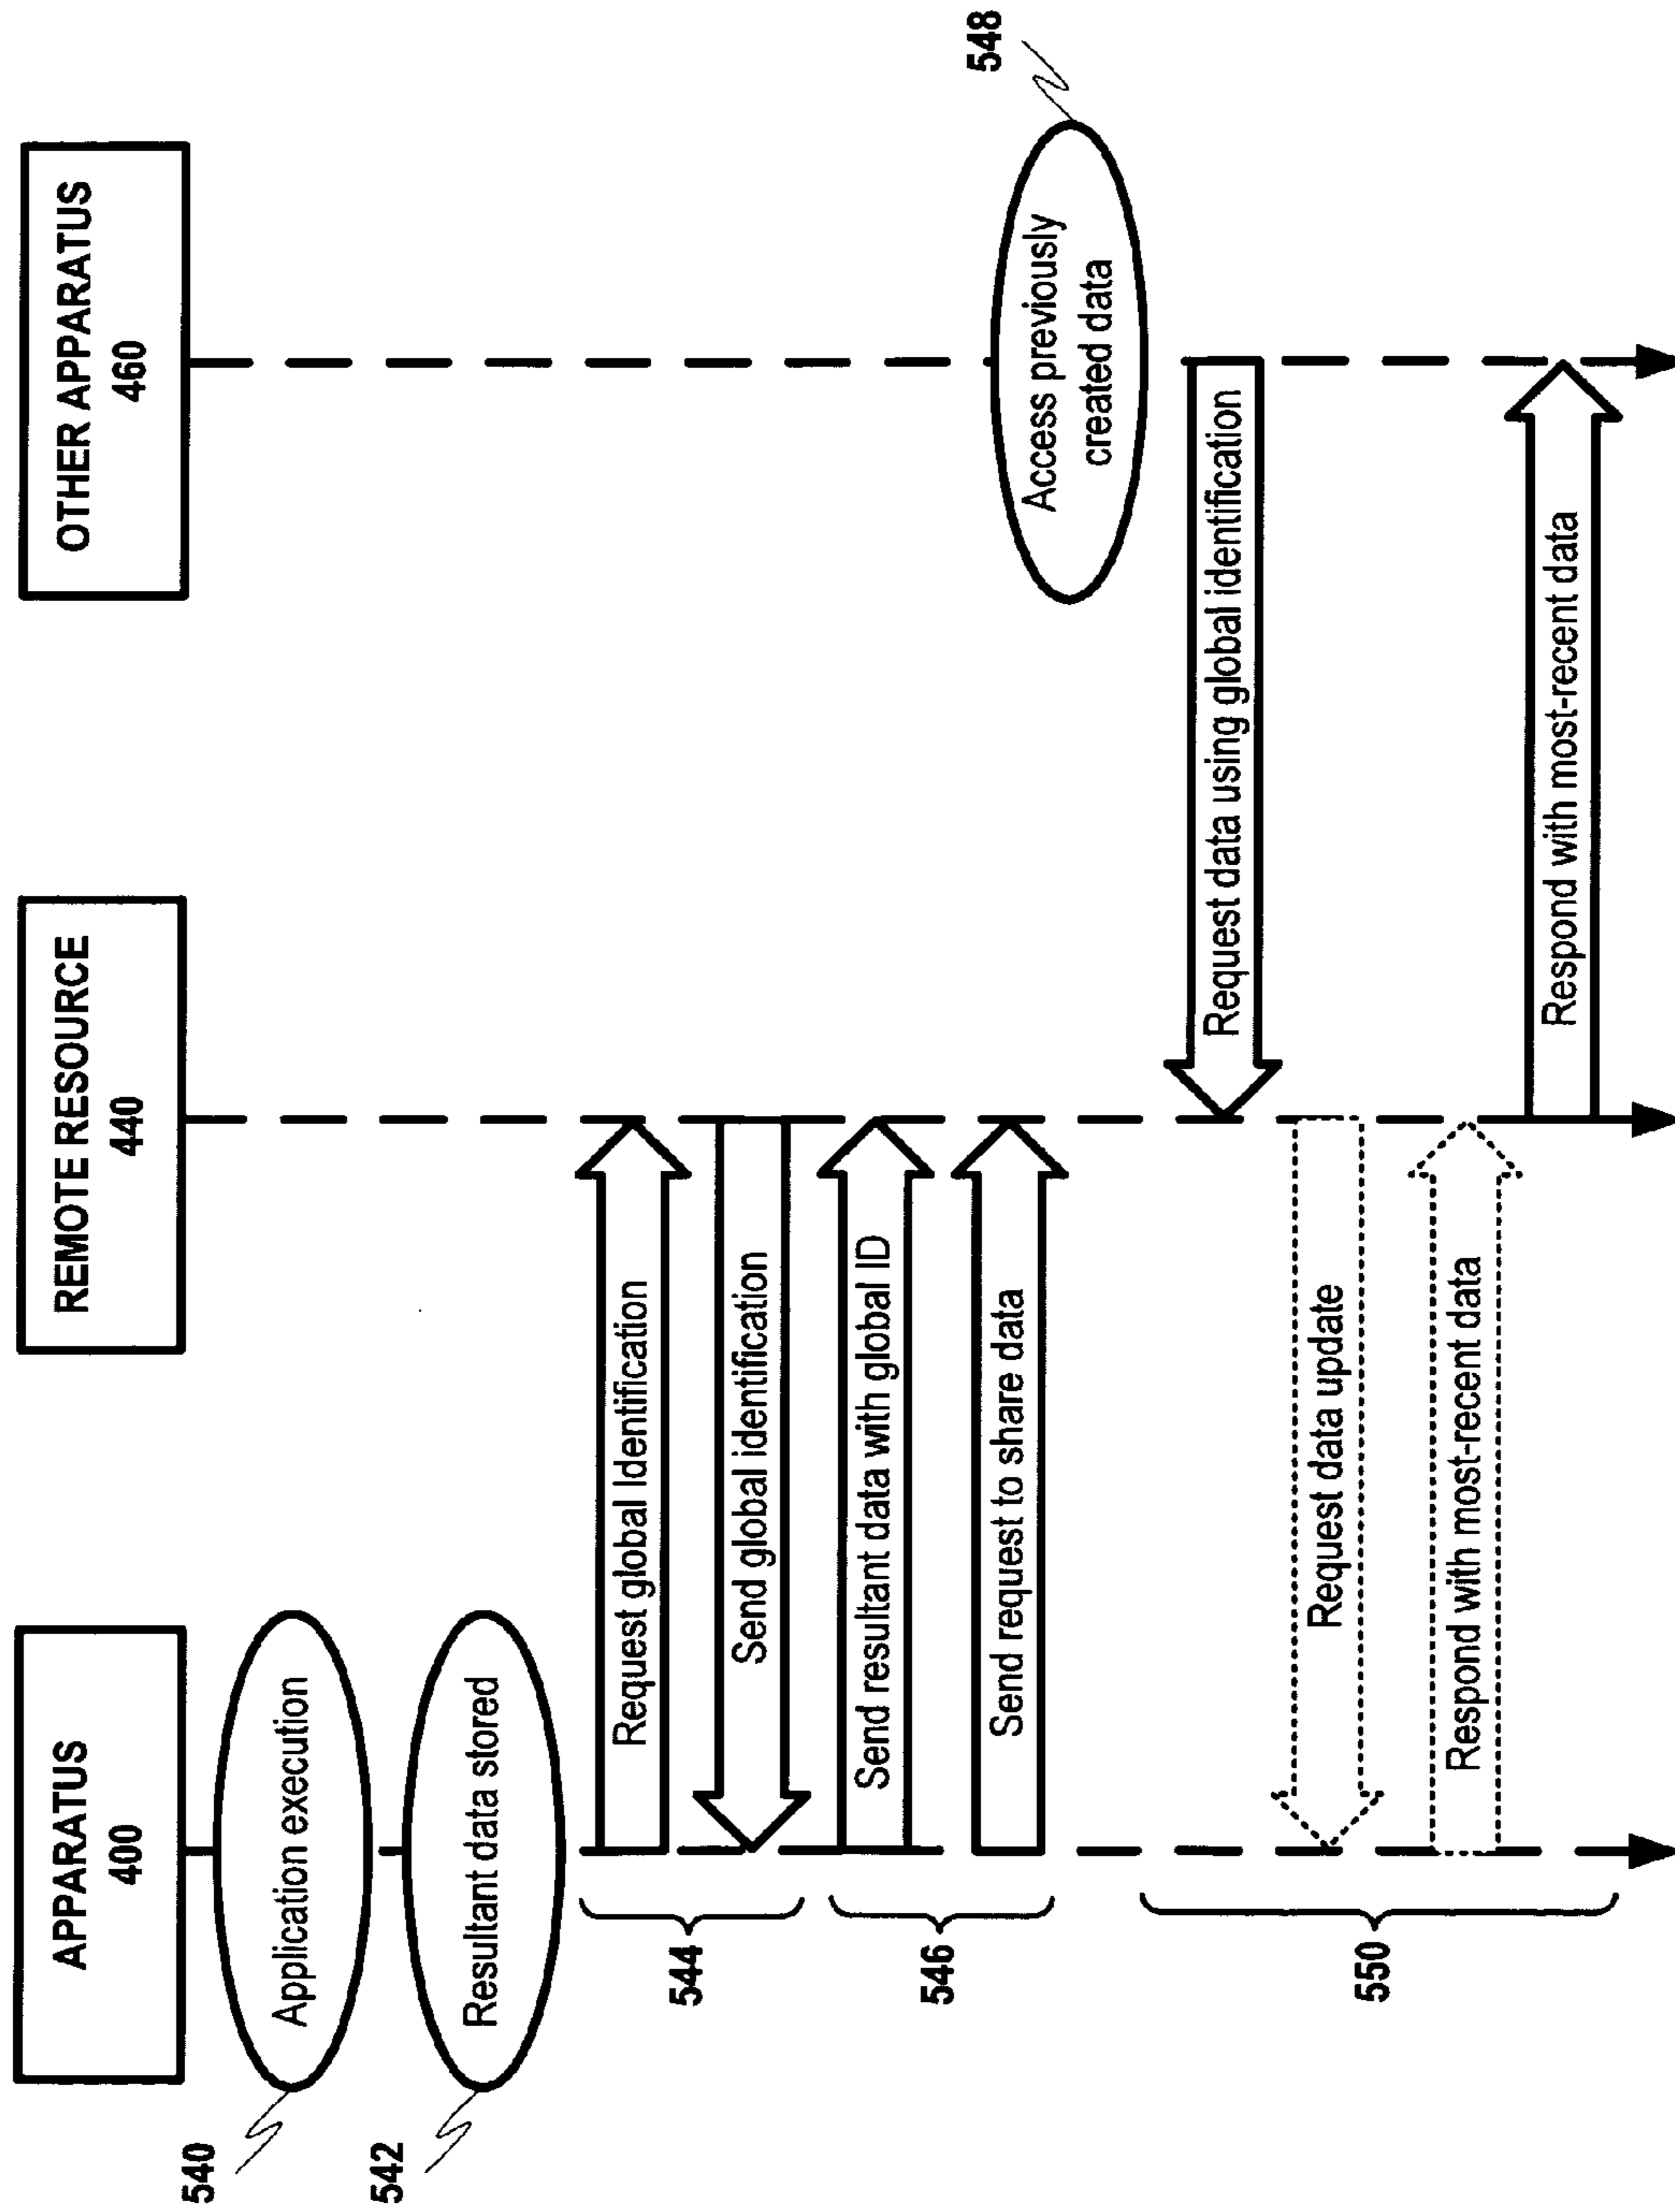 APPARATUS
400
REMOTE RESOURCE
440
OTHER APPARATUS
460
540
Application execution
542
Resultant data stored
544
Request global Identification
Send global identification
546
Send resultant data with global ID
Send request to share data
548
Access previously
created data
550
Request data using global identification
Request data update
Respond with most-recent data
Respond with most-recent data